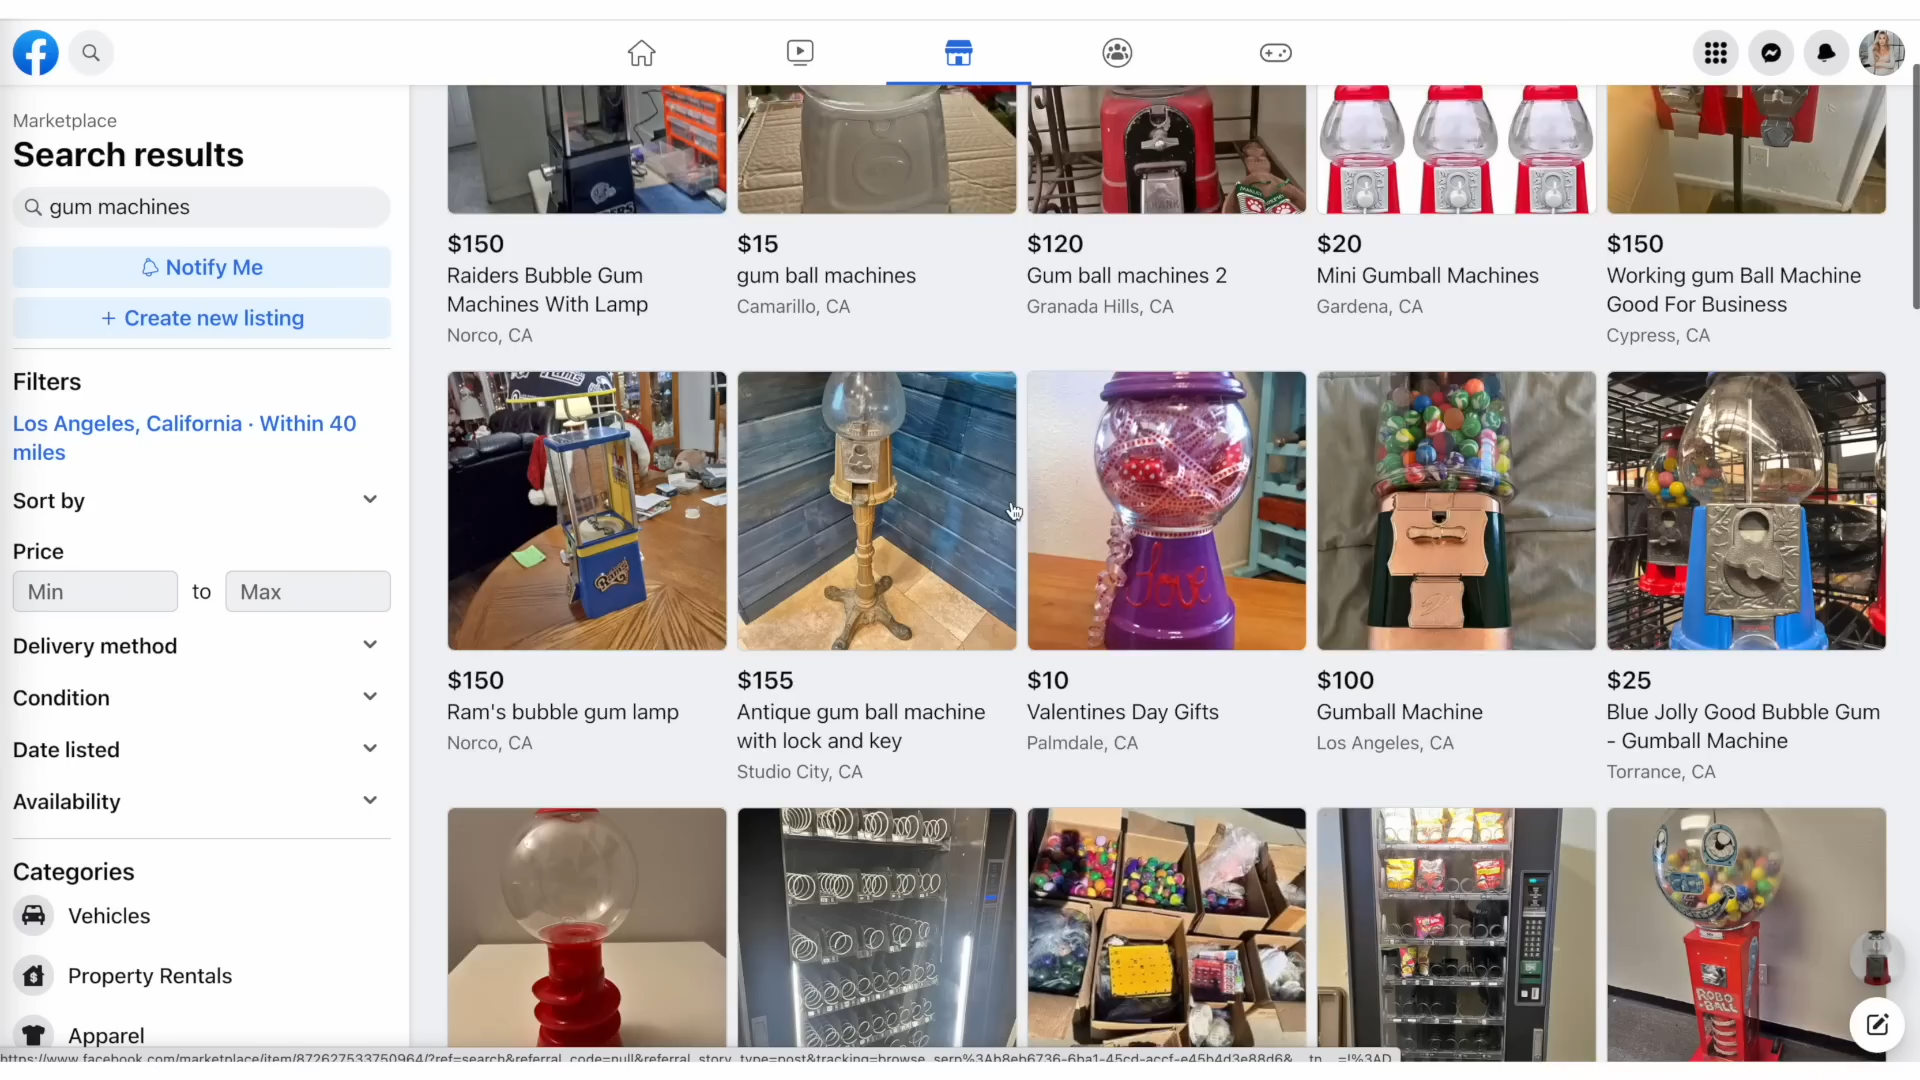 Marketplace
Search results
gum machines
Notify Me
+ Create new listing
Filters
Los Angeles, California · Within 40
miles
Sort by
Price
Min
to
Max
Delivery method
Condition
Date listed
Availability
Categories
Vehicles
Property Rentals
Apparel
$150
Raiders Bubble Gum
Machines With Lamp
Norco, CA
$15
gum ball machines
Camarillo, CA
$120
Gum ball machines 2
Granada Hills, CA
$20
Mini Gumball Machines
Gardena, CA
$150
Working gum Ball Machine
Good For Business
Cypress, CA
Rams
love
$150
Ram's bubble gum lamp
Norco, CA
$155
Antique gum ball machine
with lock and key
Studio City, CA
$10
Valentines Day Gifts
Palmdale, CA
$100
Gumball Machine
Los Angeles, CA
$25
Blue Jolly Good Bubble Gum
- Gumball Machine
Torrance, CA
ROBO
BALL